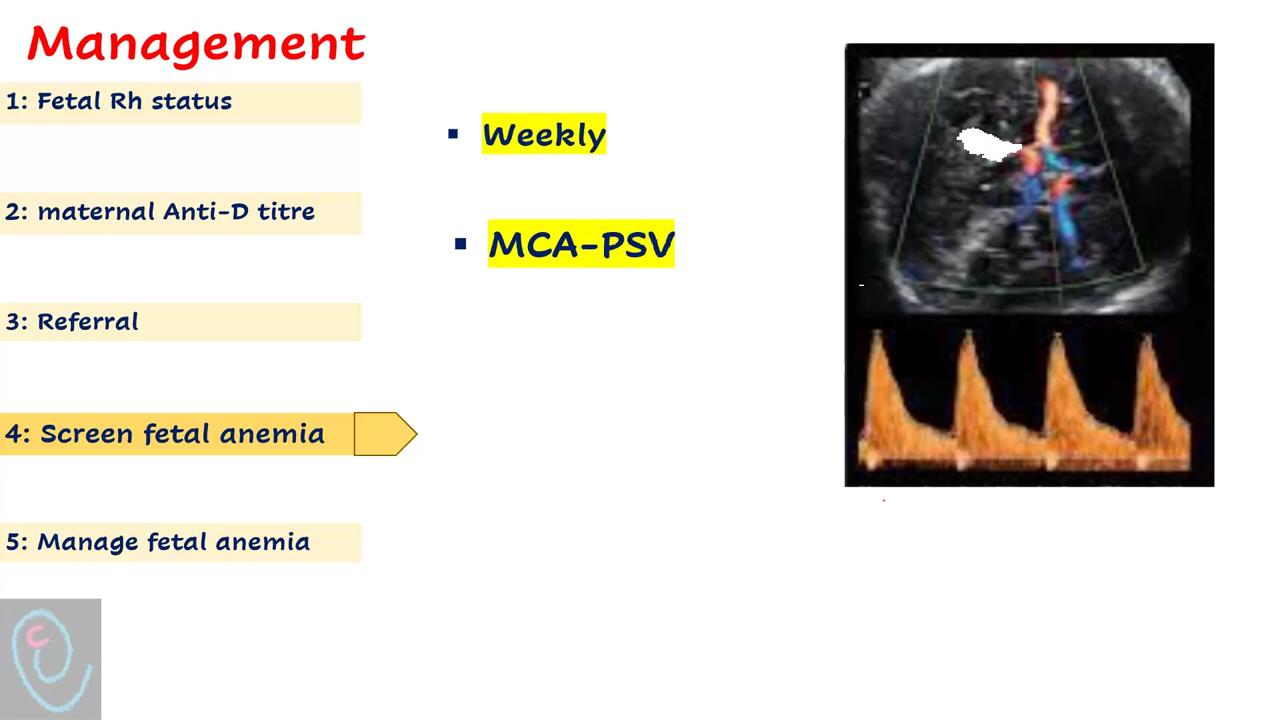 Management
1: Fetal Rh status
2: maternal Anti-D titre
3: Referral
4: Screen fetal anemia
5: Manage fetal anemia
▪ Weekly
▪ MCA-PSV